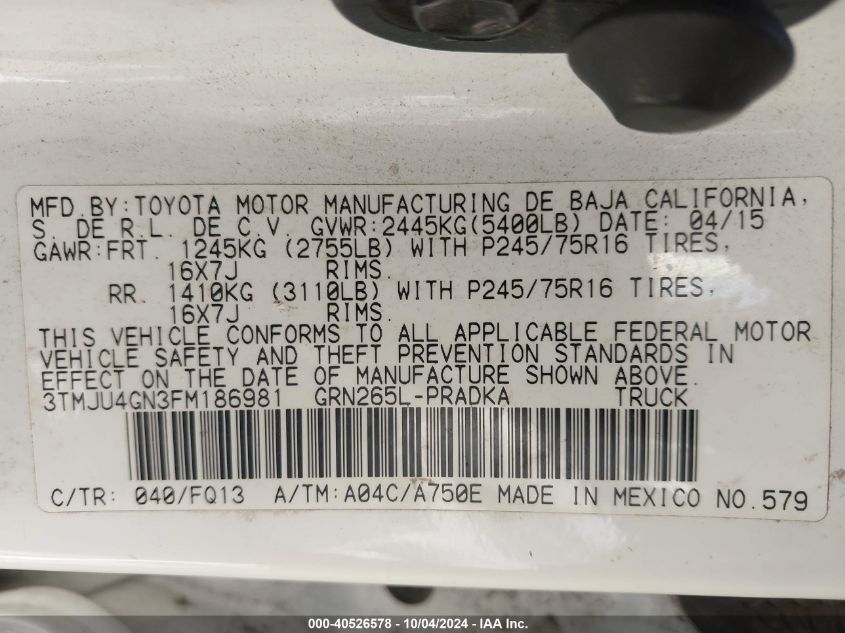 MFD.BY:TOYOTA MOTOR MANUFACTURING DE BAJA CALIFORNIA,
S. DE R.L. DE C.V. GVWR:2445KG(5400LB) DATE: 04/15
GAWR:FRT. 1245KG (2755LB) WITH P245/75R16 TIRES,
16X7J RIMS.
RR. 1410KG (3110LB) WITH P245/75R16 TIRES,
16X7J RIMS.
THIS VEHICLE CONFORMS TO ALL APPLICABLE FEDERAL MOTOR
VEHICLE SAFETY AND THEFT PREVENTION STANDARDS IN
EFFECT ON THE DATE OF MANUFACTURE SHOWN ABOVE.
3TMJU4GN3FM186981 GRN265L-PRADKA TRUCK
C/TR: 040/FQ13 A/TM:A04C/A750E MADE IN MEXICO NO.579
000-40526578 - 10/04/2024 - IAA Inc.